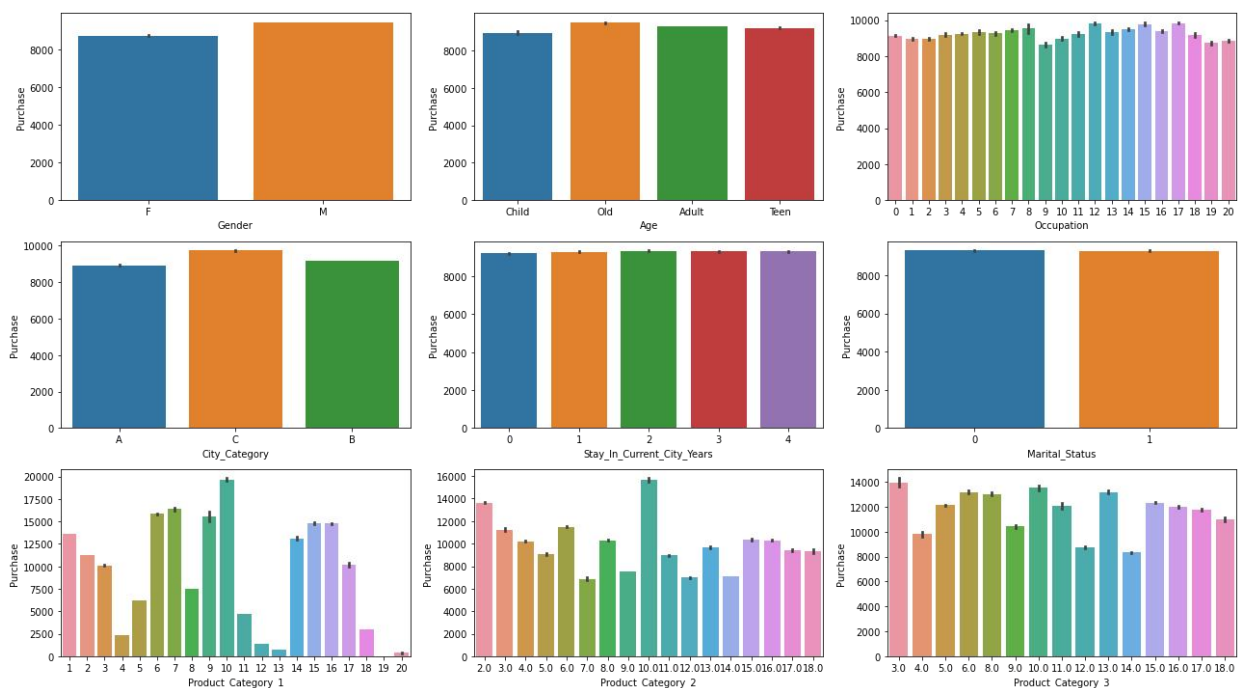 Purchase
8000
6000
4000
2000
0
F M
Gender
Purchase
8000
6000
4000
2000
0
Child Old Adult Teen
Age
Purchase
10000
8000
6000
4000
2000
0
0 1 2 3 4 5 6 7 8 9 10 11 12 13 14 15 16 17 18 19 20
Occupation
Purchase
10000
8000
6000
4000
2000
0
A C B
City_Category
Purchase
8000
6000
4000
2000
0
0 1 2 3 4
Stay_In_Current_City_Years
Purchase
8000
6000
4000
2000
0
0 1
Marital_Status
Purchase
20000
17500
15000
12500
10000
7500
5000
2500
0
1 2 3 4 5 6 7 8 9 10 11 12 13 14 15 16 17 18 19 20
Product_Category_1
Purchase
16000
14000
12000
10000
8000
6000
4000
2000
0
2.0 3.0 4.0 5.0 6.0 7.0 8.0 9.0 10.0 11.0 12.0 13.0 14.0 15.0 16.0 17.0 18.0
Product_Category_2
Purchase
14000
12000
10000
8000
6000
4000
2000
0
3.0 4.0 5.0 6.0 8.0 9.0 10.0 11.0 12.0 13.0 14.0 15.0 16.0 17.0 18.0
Product_Category_3